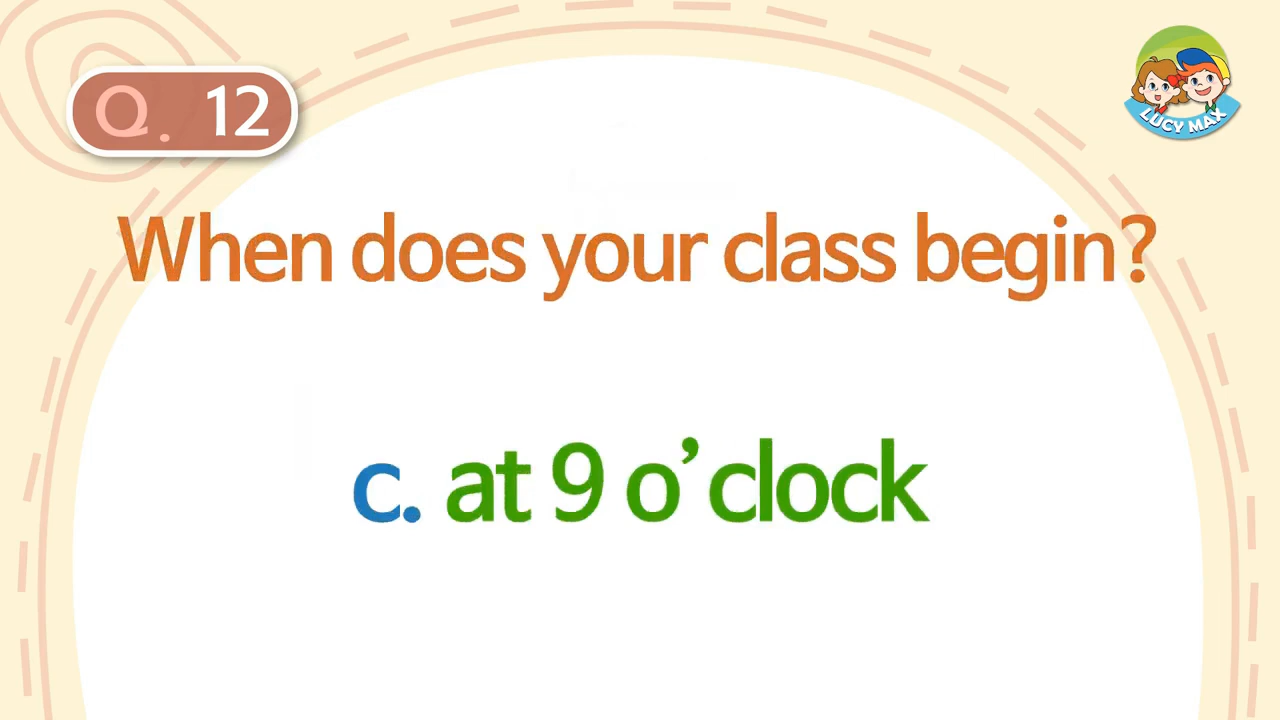 Q. 12
LUCY MAX
When does your class begin?
c. at 9 o’clock